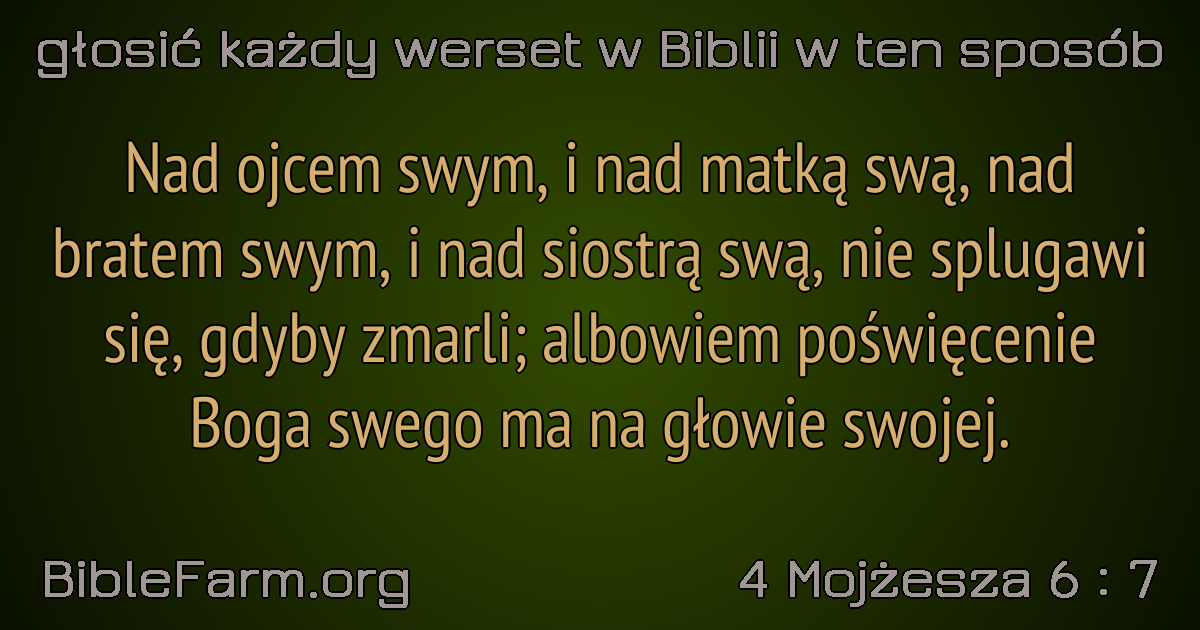 głosić każdy werset w Biblii w ten sposób
Nad ojcem swym, i nad matką swą, nad
bratem swym, i nad siostrą swą, nie splugawi
się, gdyby zmarli; albowiem poświęcenie
Boga swego ma na głowie swojej.
BibleFarm.org
4 Mojżesza 6 : 7